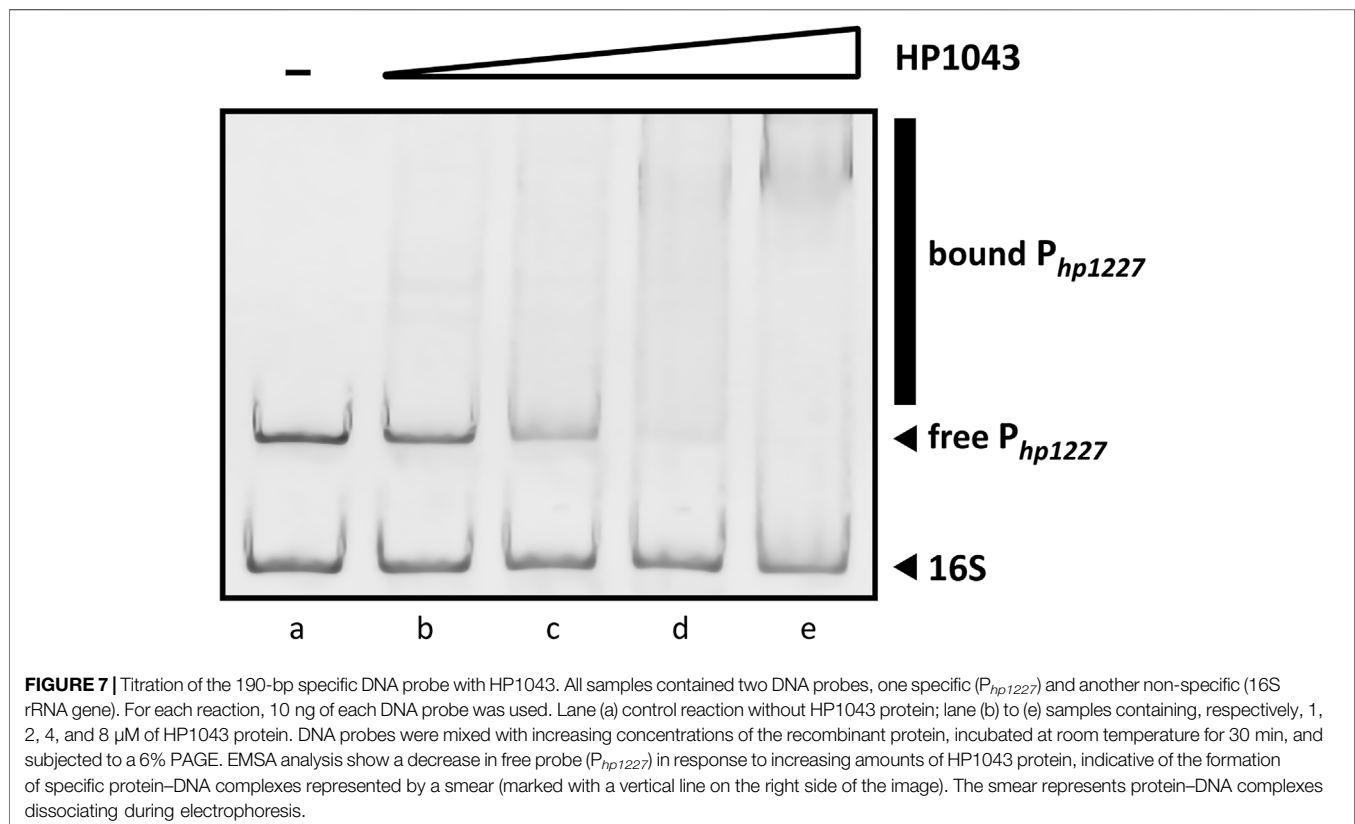 – HP1043
bound Php1227
free Php1227
16S
a b c d e
FIGURE 7 | Titration of the 190-bp specific DNA probe with HP1043. All samples contained two DNA probes, one specific (Php1227) and another non-specific (16S
rRNA gene). For each reaction, 10 ng of each DNA probe was used. Lane (a) control reaction without HP1043 protein; lane (b) to (e) samples containing, respectively, 1,
2, 4, and 8 μM of HP1043 protein. DNA probes were mixed with increasing concentrations of the recombinant protein, incubated at room temperature for 30 min, and
subjected to a 6% PAGE. EMSA analysis show a decrease in free probe (Php1227) in response to increasing amounts of HP1043 protein, indicative of the formation
of specific protein–DNA complexes represented by a smear (marked with a vertical line on the right side of the image). The smear represents protein–DNA complexes
dissociating during electrophoresis.